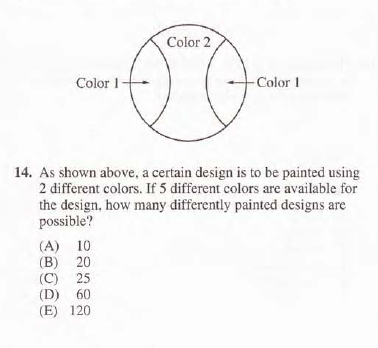 Color 2
Color 1
Color 1
14. As shown above, a certain design is to be painted using
2 different colors. If 5 different colors are available for
the design, how many differently painted designs are
possible?
(A) 10
(B) 20
(C) 25
(D) 60
(E) 120